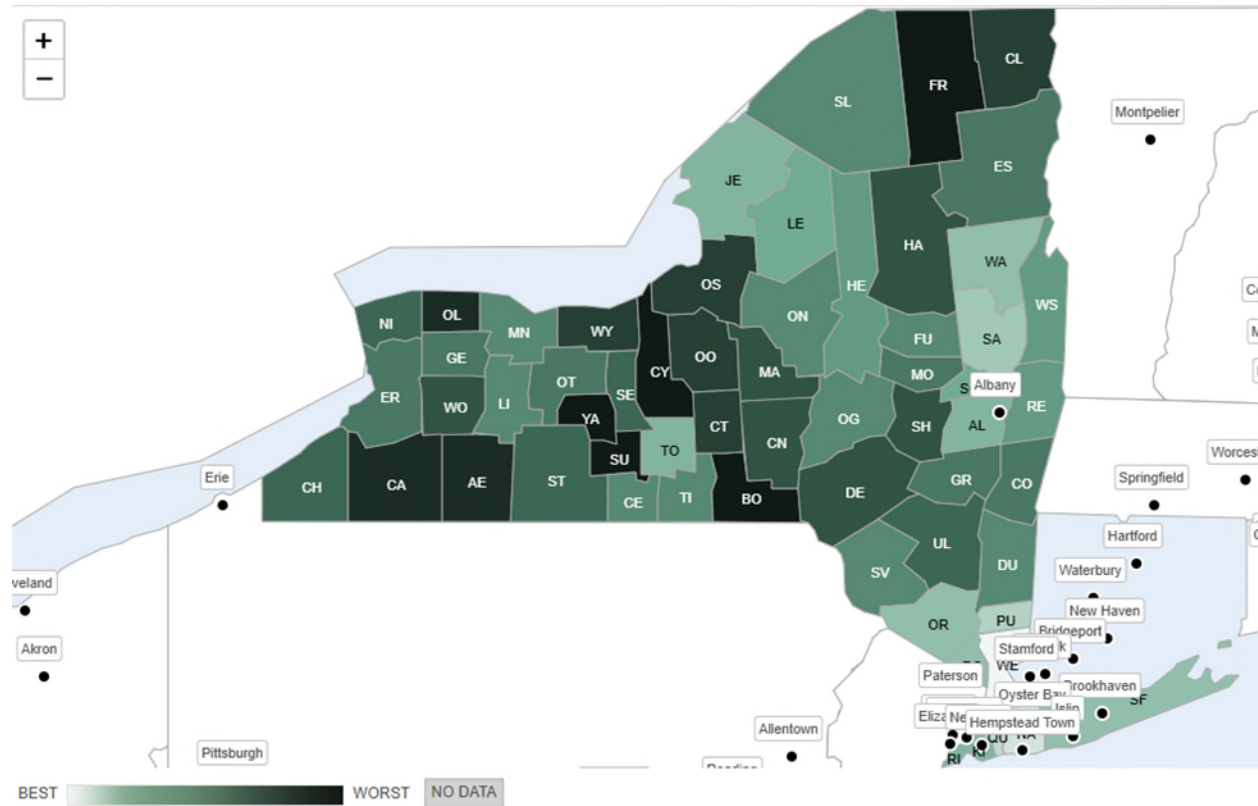 +
−
CL
FR
SL
Montpelier
ES
JE
LE
HA
WA
OS
HE
WS
NI
OL
MN
WY
ON
FU
SA
GE
OO
CY
MA
MO
OT
SE
Albany
ER
WO
LI
RE
YA
CT
OG
SH
AL
TO
CN
SU
Erie
CH
CA
AE
ST
CE
TI
BO
DE
GR
CO
Springfield
Hartford
UL
SV
DU
Waterbury
New Haven
OR
PU
Bridgeport
Stamford
WE
Akron
Paterson
Oyster Bay
Brookhaven
SF
Islip
Hempstead Town
Allentown
Pittsburgh
RI
KI
BEST
WORST
NO DATA